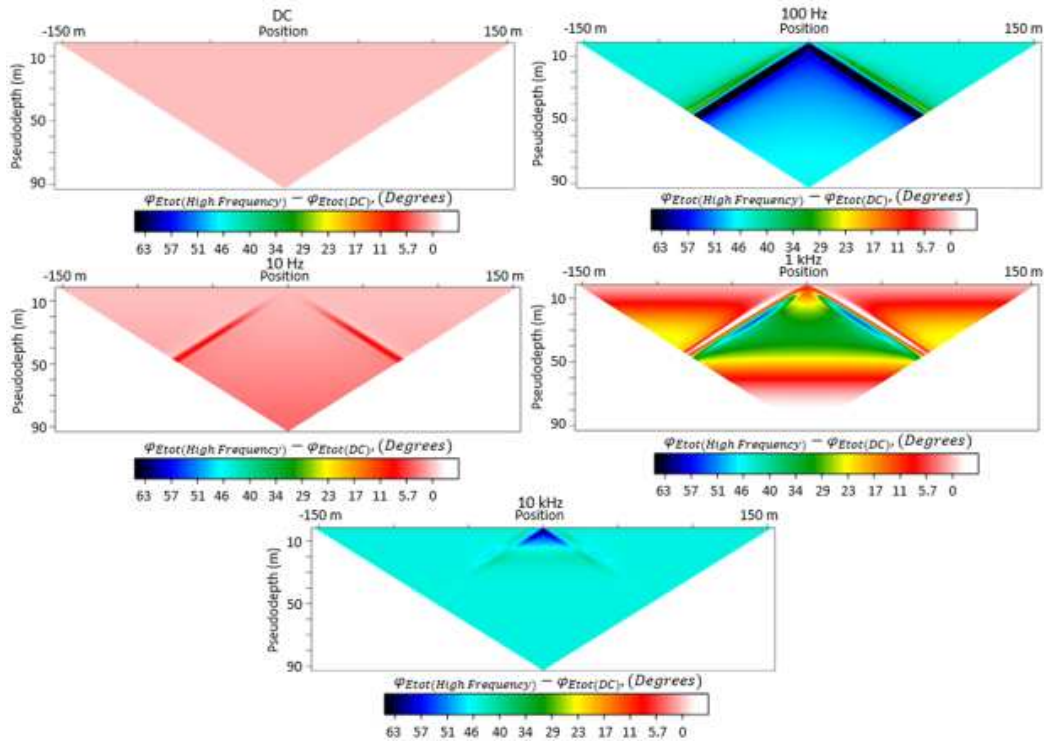 DC
-150 m Position 150 m
Pseudodepth (m)
10
50
90
φEtot(High Frequency) − φEtot(DC), (Degrees)
63 57 51 46 40 34 29 23 17 11 5.7 0
100 Hz
-150 m Position 150 m
Pseudodepth (m)
10
50
90
φEtot(High Frequency) − φEtot(DC), (Degrees)
63 57 51 46 40 34 29 23 17 11 5.7 0
10 Hz
-150 m Position 150 m
Pseudodepth (m)
10
50
90
φEtot(High Frequency) − φEtot(DC), (Degrees)
63 57 51 46 40 34 29 23 17 11 5.7 0
1 kHz
-150 m Position 150 m
Pseudodepth (m)
10
50
90
φEtot(High Frequency) − φEtot(DC), (Degrees)
63 57 51 46 40 34 29 23 17 11 5.7 0
10 kHz
-150 m Position 150 m
Pseudodepth (m)
10
50
90
φEtot(High Frequency) − φEtot(DC), (Degrees)
63 57 51 46 40 34 29 23 17 11 5.7 0